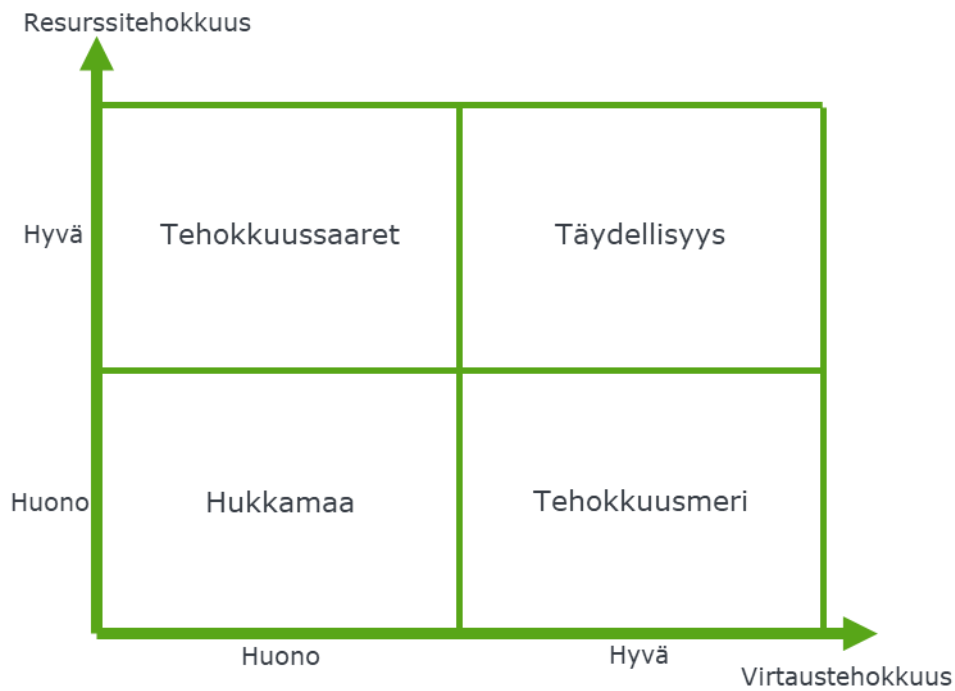 Resurssitehokkuus
Hyvä
Tehokkuussaaret
Täydellisyys
Huono
Hukkamaa
Tehokkuusmeri
Huono
Hyvä
Virtaustehokkuus